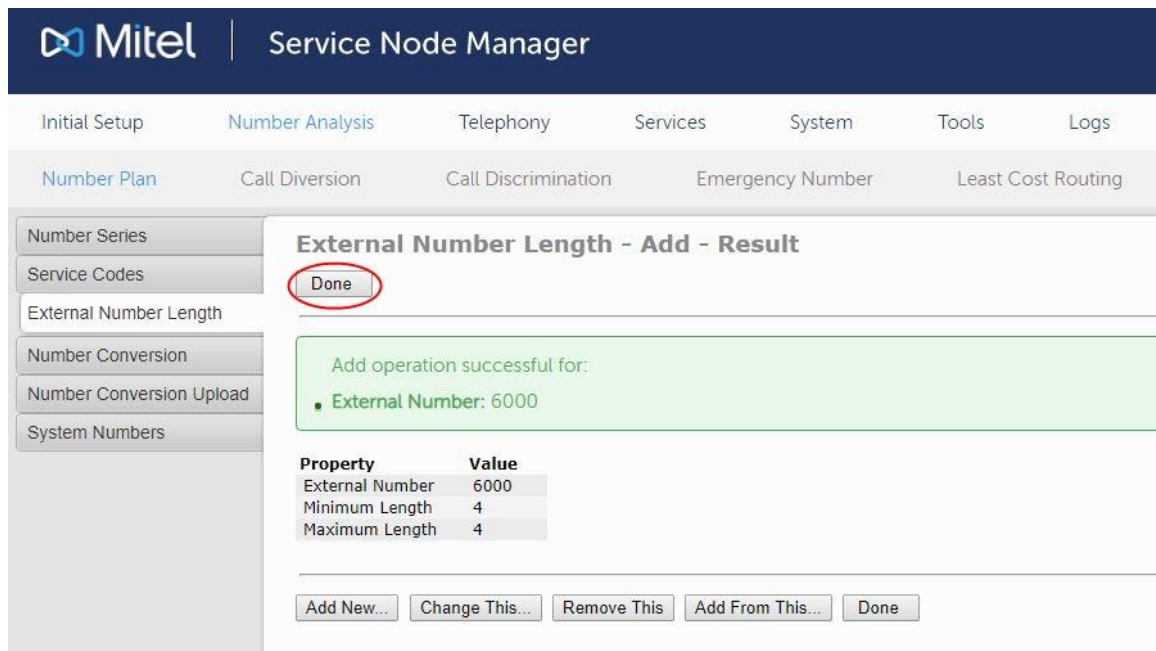 Mitel Service Node Manager
Initial Setup Number Analysis Telephony Services System Tools Logs
Number Plan Call Diversion Call Discrimination Emergency Number Least Cost Routing
Number Series
Service Codes
External Number Length
Number Conversion
Number Conversion Upload
System Numbers
External Number Length - Add - Result
Done
Add operation successful for:
• External Number: 6000
Property Value
External Number 6000
Minimum Length 4
Maximum Length 4
Add New... Change This... Remove This Add From This... Done